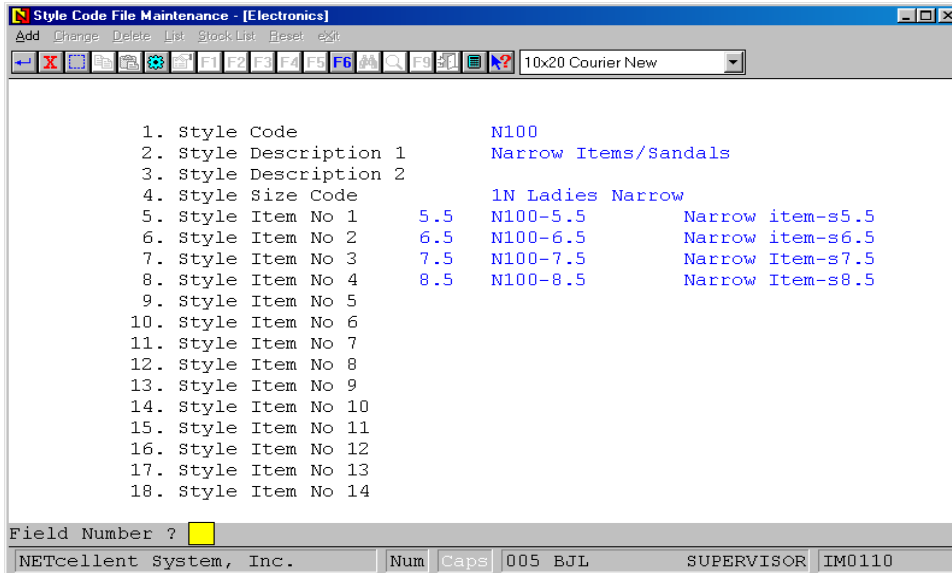 Style Code File Maintenance - [Electronics]
Add Change Delete List Stock List Reset eXit
F1 F2 F3 F4 F5 F6 F9 10x20 Courier New
1. Style Code N100
2. Style Description 1 Narrow Items/Sandals
3. Style Description 2
4. Style Size Code 1N Ladies Narrow
5. Style Item No 1 5.5 N100-5.5 Narrow item-s5.5
6. Style Item No 2 6.5 N100-6.5 Narrow item-s6.5
7. Style Item No 3 7.5 N100-7.5 Narrow Item-s7.5
8. Style Item No 4 8.5 N100-8.5 Narrow Item-s8.5
9. Style Item No 5
10. Style Item No 6
11. Style Item No 7
12. Style Item No 8
13. Style Item No 9
14. Style Item No 10
15. Style Item No 11
16. Style Item No 12
17. Style Item No 13
18. Style Item No 14
Field Number ?
NETcellent System, Inc. Num Caps 005 BJL SUPERVISOR IM0110